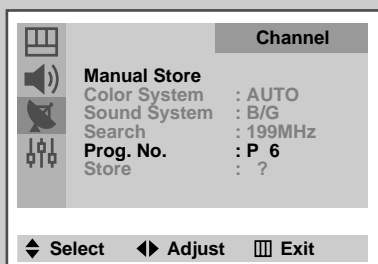 Channel
Manual Store
Color System : AUTO
Sound System : B/G
Search : 199MHz
Prog. No. : P 6
Store : ?
Select Adjust Exit